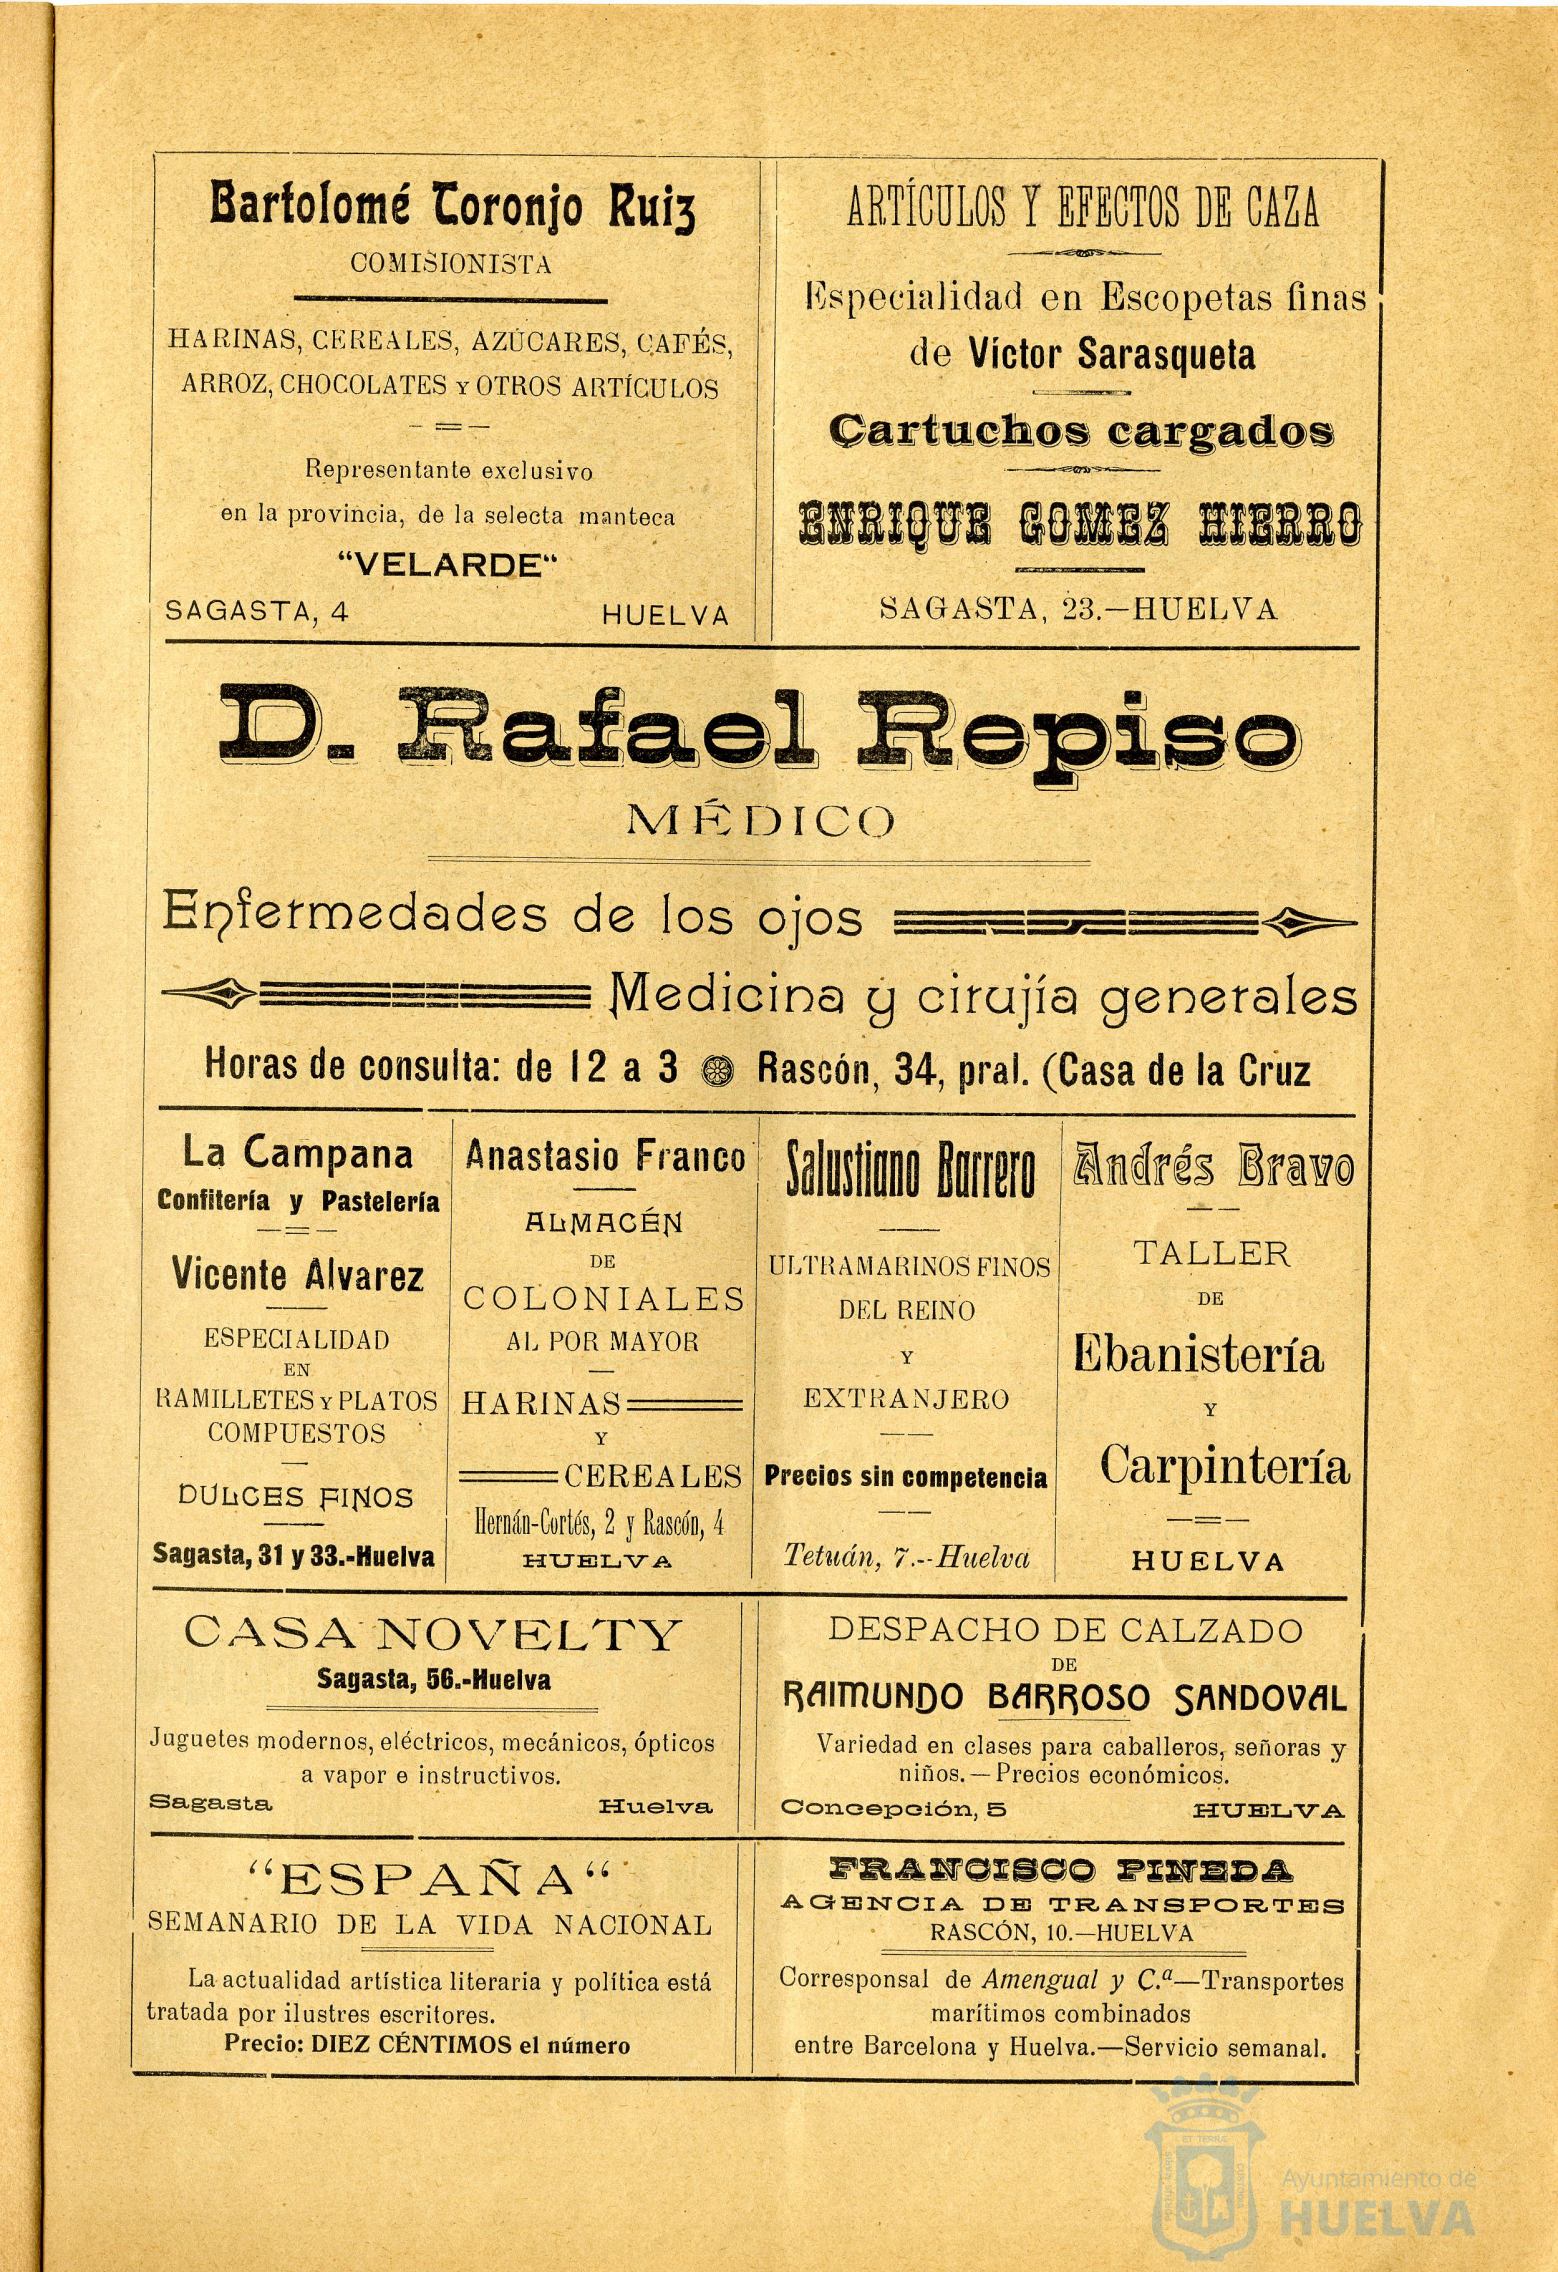 Bartolomé Toronjo Ruiz
COMISIONISTA
HARINAS, CEREALES, AZÚCARES, CAFÉS,
ARROZ, CHOCOLATES Y OTROS ARTÍCULOS
Representante exclusivo
en la provincia, de la selecta manteca
“VELARDE“
SAGASTA, 4 HUELVA
ARTÍCULOS Y EFECTOS DE CAZA
Especialidad en Escopetas finas
de Víctor Sarasqueta
Cartuchos cargados
ENRIQUE GOMEZ HIERRO
SAGASTA, 23.—HUELVA
D. Rafael Repiso
MÉDICO
Enfermedades de los ojos
Medicina y cirujía generales
Horas de consulta: de 12 a 3 Rascón, 34, pral. (Casa de la Cruz
La Campana
Confitería y Pastelería
Vicente Alvarez
ESPECIALIDAD
EN
RAMILLETES Y PLATOS
COMPUESTOS
DULCES FINOS
Sagasta, 31 y 33.-Huelva
Anastasio Franco
ALMACÉN
DE
COLONIALES
AL POR MAYOR
HARINAS
Y
CEREALES
Hernán-Cortés, 2 y Rascón, 4
HUELVA
Salustiano Barrero
ULTRAMARINOS FINOS
DEL REINO
Y
EXTRANJERO
Precios sin competencia
Tetuán, 7.--Huelva
Andrés Bravo
TALLER
DE
Ebanistería
Y
Carpintería
HUELVA
CASA NOVELTY
Sagasta, 56.-Huelva
Juguetes modernos, eléctricos, mecánicos, ópticos
a vapor e instructivos.
Sagasta Huelva
DESPACHO DE CALZADO
DE
RAIMUNDO BARROSO SANDOVAL
Variedad en clases para caballeros, señoras y
niños.—Precios económicos.
Concepción, 5 HUELVA
“ESPAÑA“
SEMANARIO DE LA VIDA NACIONAL
La actualidad artística literaria y política está
tratada por ilustres escritores.
Precio: DIEZ CÉNTIMOS el número
FRANCISCO PINEDA
AGENCIA DE TRANSPORTES
RASCÓN, 10.—HUELVA
Corresponsal de Amengual y C.ª—Transportes
marítimos combinados
entre Barcelona y Huelva.—Servicio semanal.
Ayuntamiento de
HUELVA